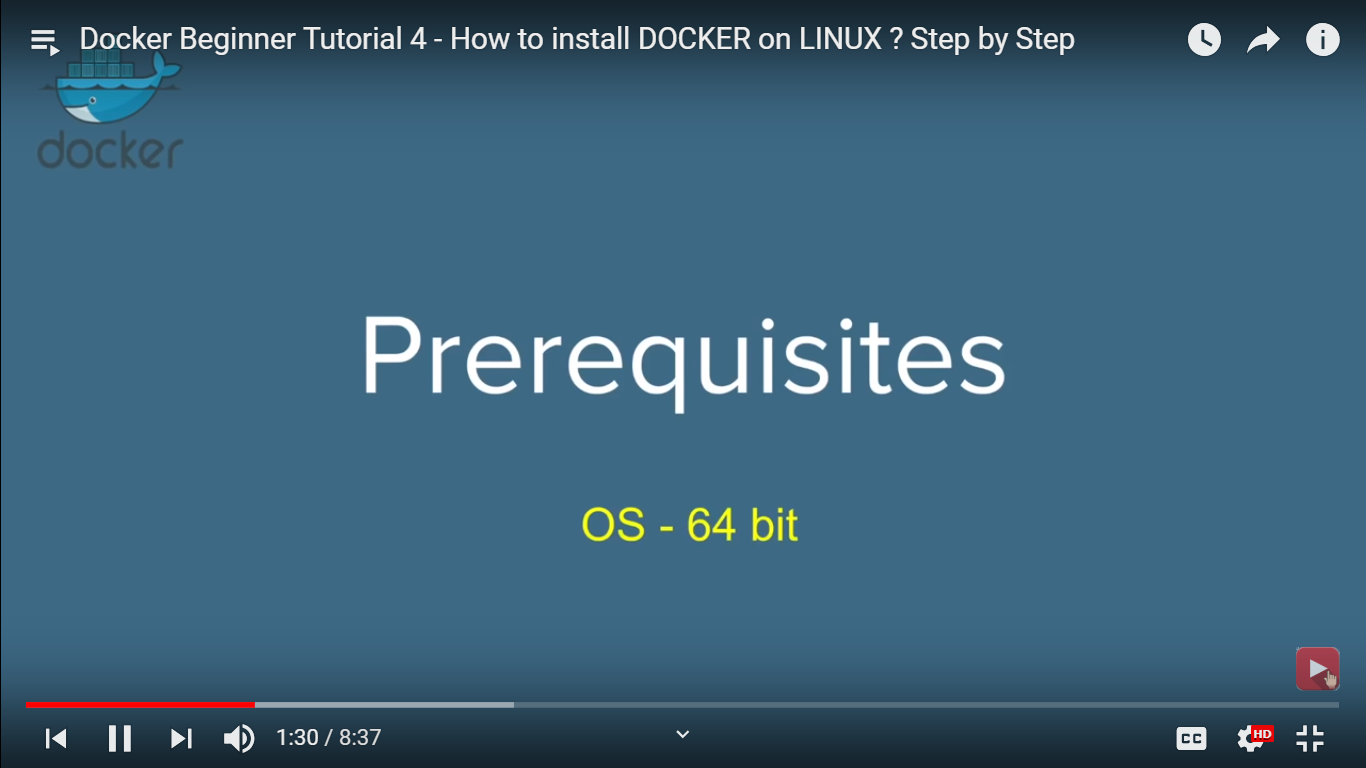 Docker Beginner Tutorial 4 - How to install DOCKER on LINUX ? Step by Step
docker
Prerequisites
OS - 64 bit
1:30 / 8:37
CC
HD